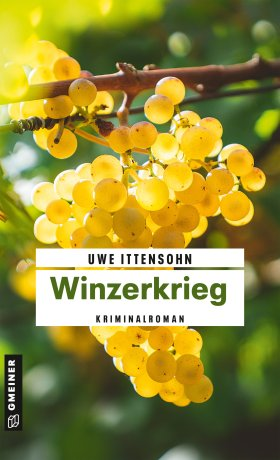 UWE ITTENSOHN
Winzerkrieg
KRIMINALROMAN
GMEINER